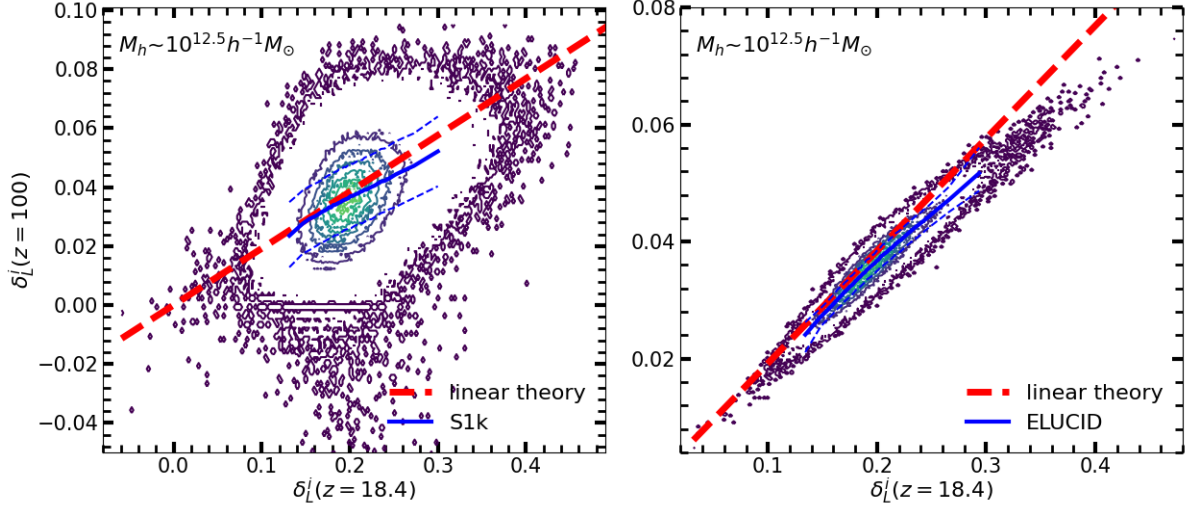 0.10
0.08
0.06
0.04
0.02
0.00
−0.02
−0.04
δ_L^i(z = 100)
M_h~10^{12.5}h^{−1}M_⊙
linear theory
S1k
0.0 0.1 0.2 0.3 0.4
δ_L^i(z = 18.4)
0.08
0.06
0.04
0.02
M_h~10^{12.5}h^{−1}M_⊙
linear theory
ELUCID
0.1 0.2 0.3 0.4
δ_L^i(z = 18.4)